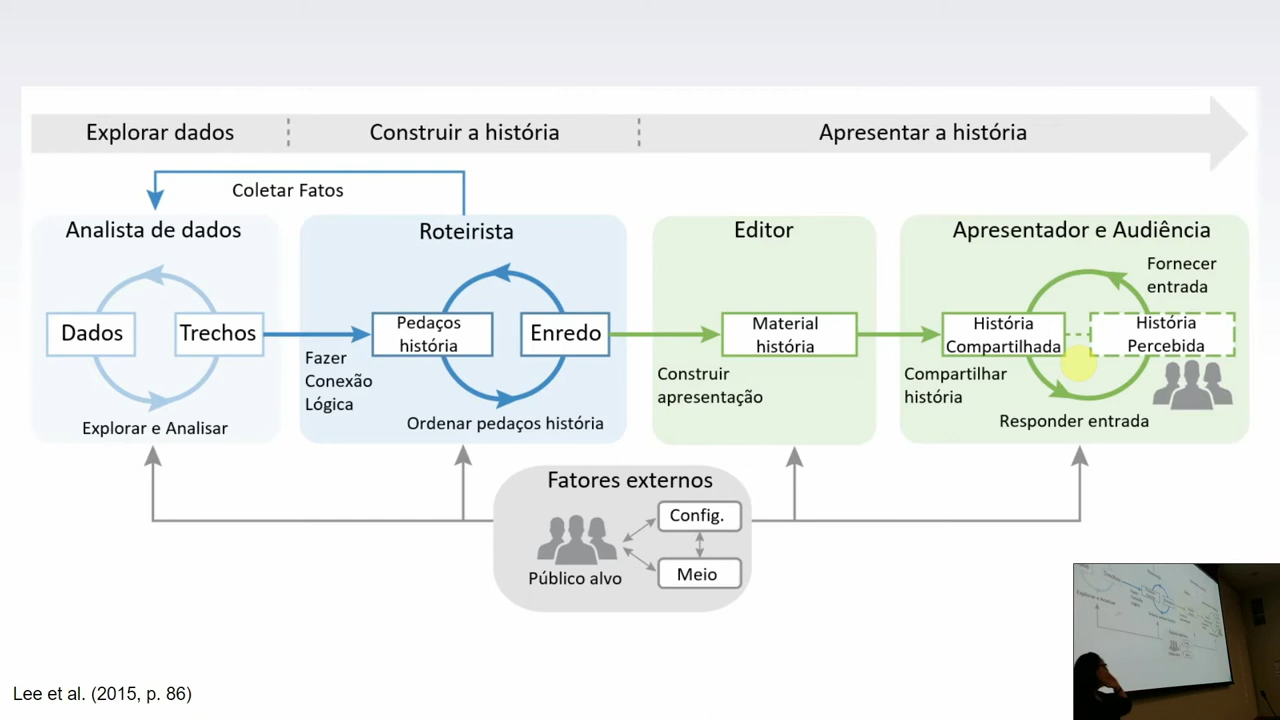 Explorar dados
Construir a história
Apresentar a história
Coletar Fatos
Analista de dados
Dados
Trechos
Explorar e Analisar
Fazer
Conexão
Lógica
Roteirista
Pedaços
história
Enredo
Ordenar pedaços história
Editor
Material
história
Construir
apresentação
Apresentador e Audiência
Fornecer
entrada
História
Compartilhada
História
Percebida
Compartilhar
história
Responder entrada
Fatores externos
Config.
Meio
Público alvo
Lee et al. (2015, p. 86)